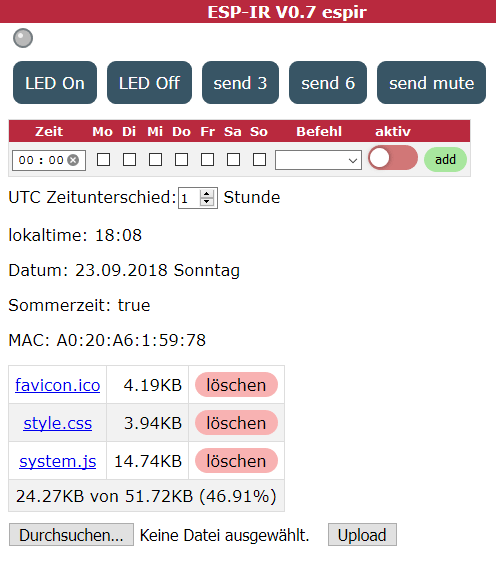 ESP-IR V0.7 espir
LED On LED Off send 3 send 6 send mute
Zeit Mo Di Mi Do Fr Sa So Befehl aktiv
00 : 00 add
UTC Zeitunterschied: 1 Stunde
lokaltime: 18:08
Datum: 23.09.2018 Sonntag
Sommerzeit: true
MAC: A0:20:A6:1:59:78
favicon.ico 4.19KB löschen
style.css 3.94KB löschen
system.js 14.74KB löschen
24.27KB von 51.72KB (46.91%)
Durchsuchen... Keine Datei ausgewählt. Upload